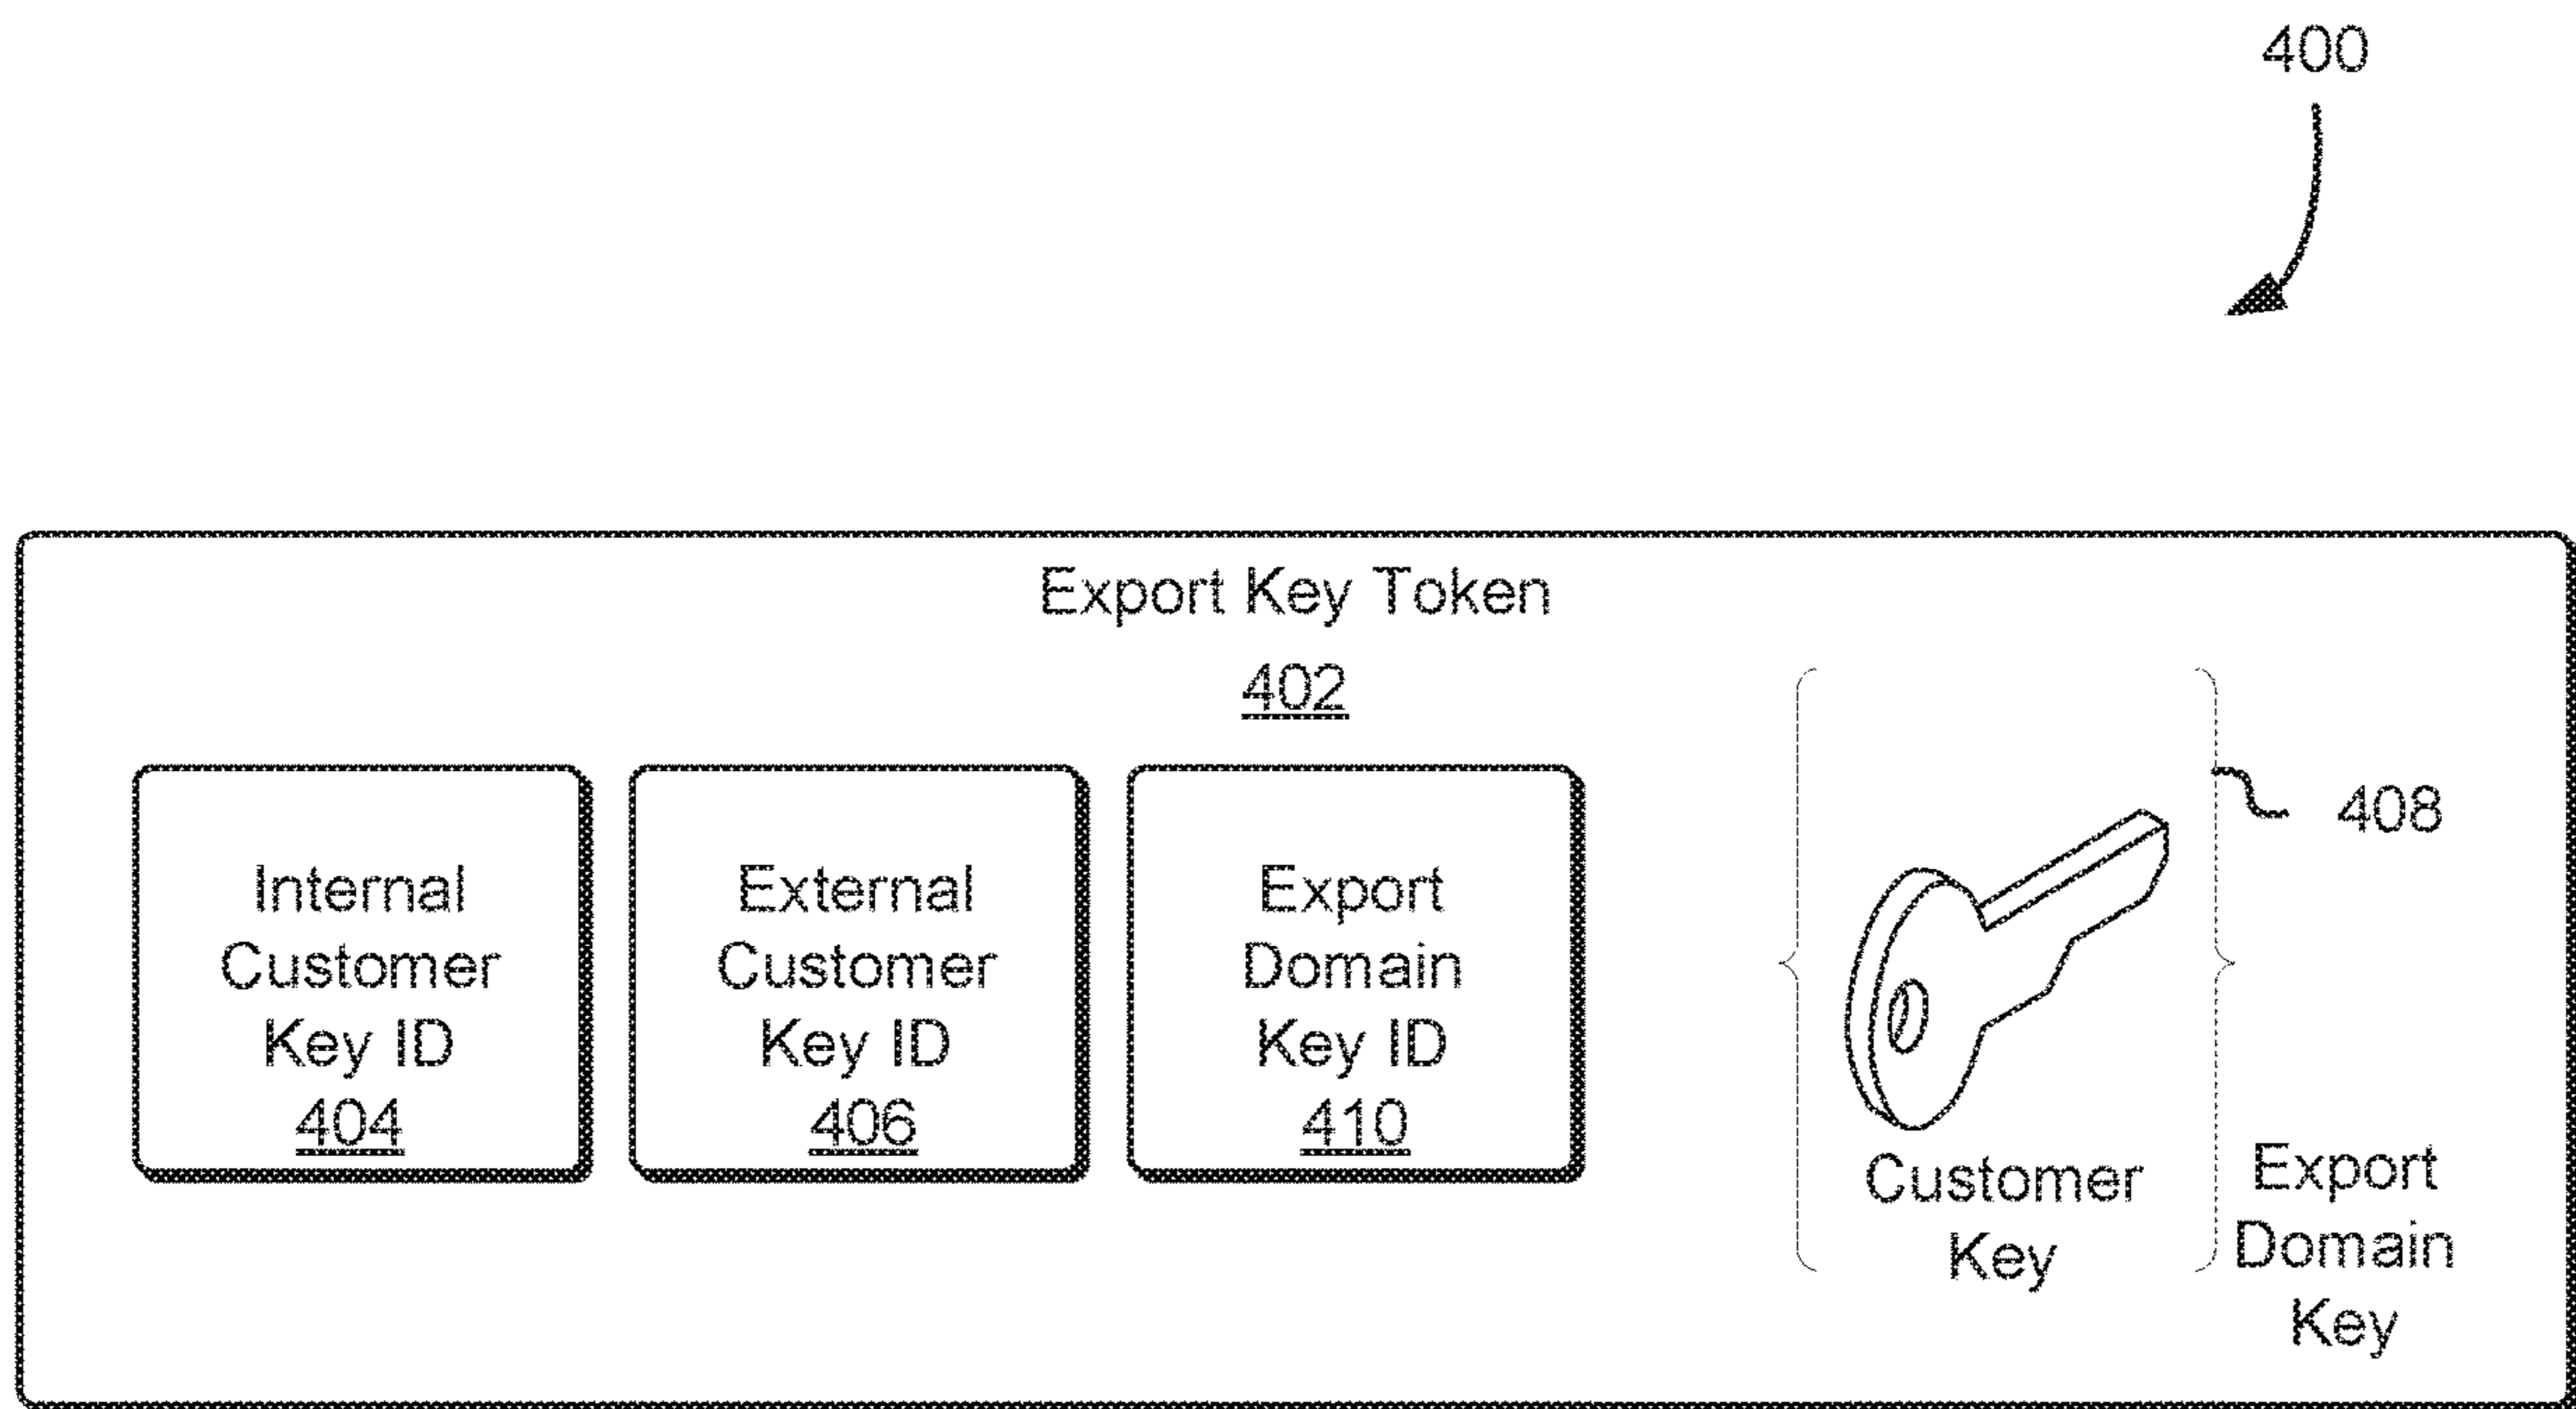 400
Export Key Token
402
Internal
Customer
Key ID
404
External
Customer
Key ID
406
Export
Domain
Key ID
410
408
Customer
Key
Export
Domain
Key